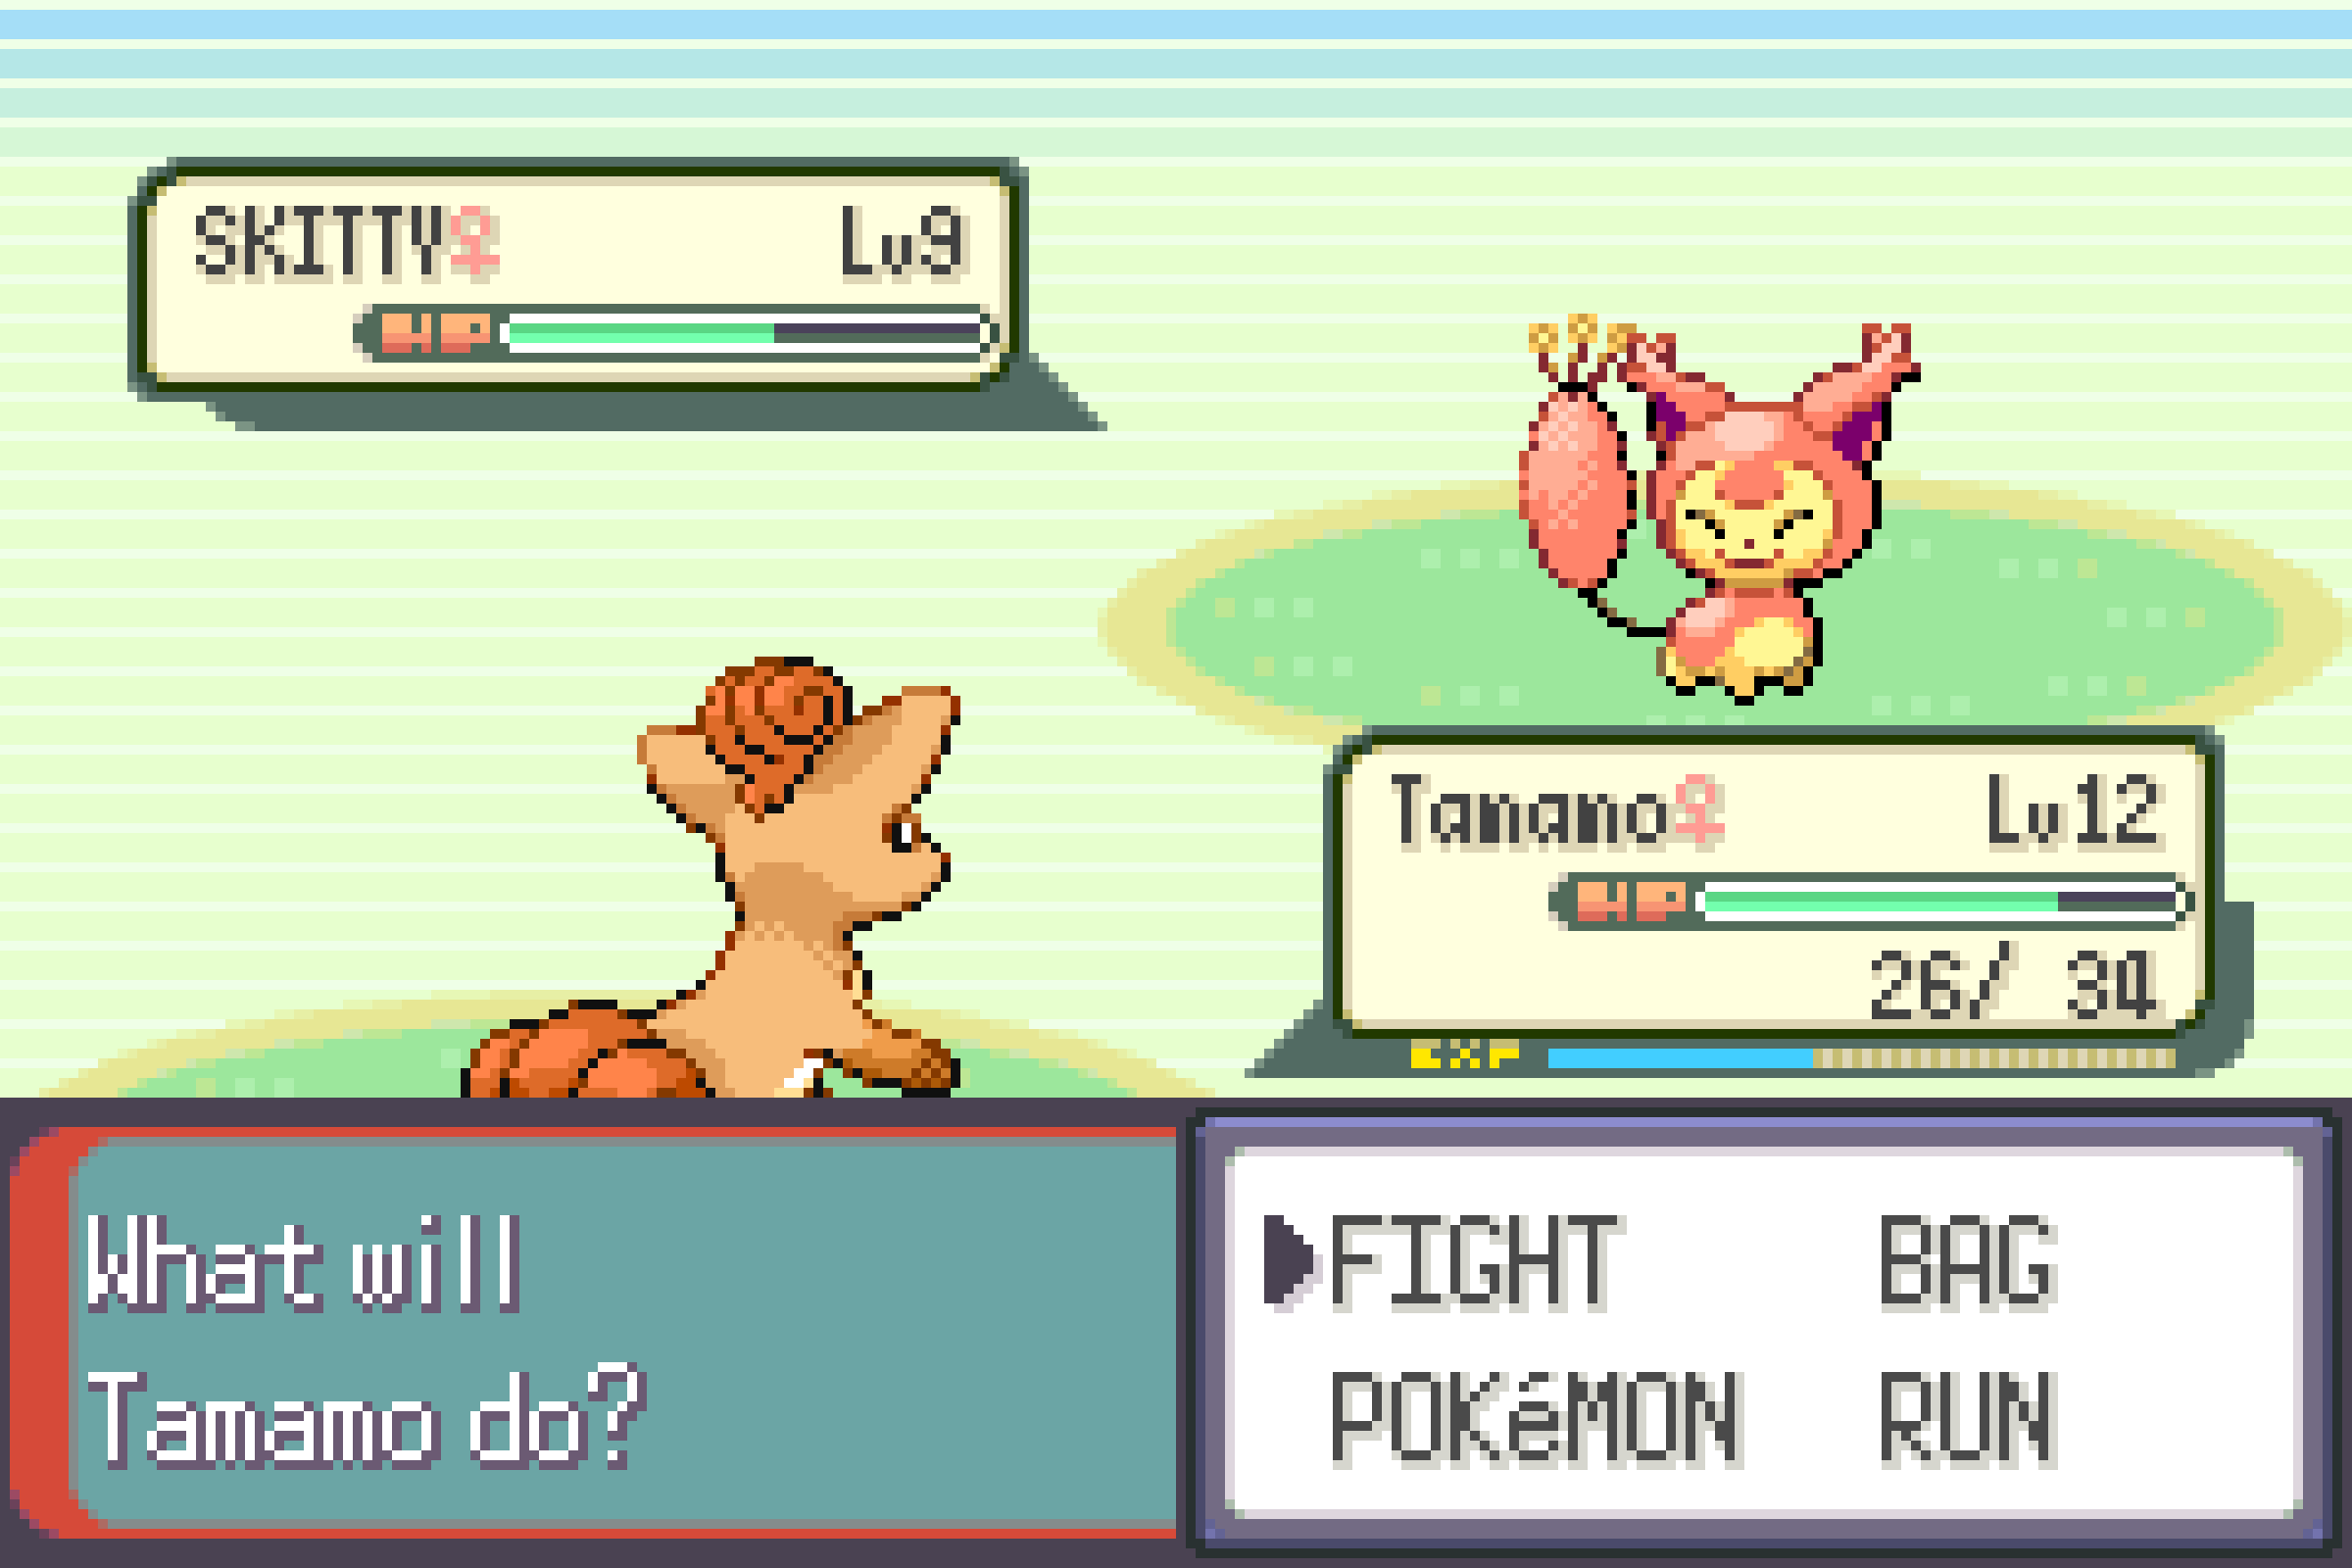 SKITTY♀ Lv9
HP
Tamamo♀ Lv12
HP
26/ 34
EXP
What will
Tamamo do?
▶FIGHT BAG
POKéMON RUN